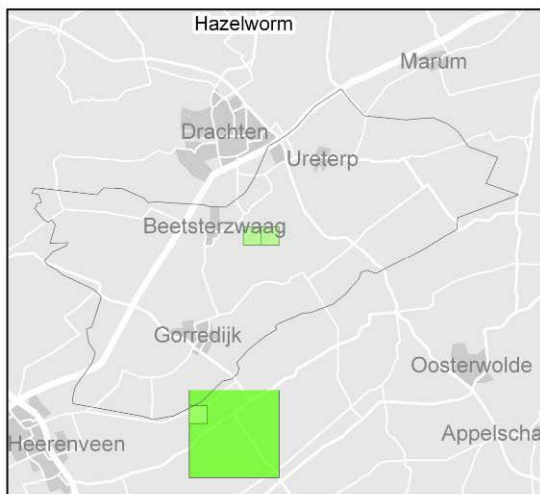 Hazelworm
Marum
Drachten
Ureterp
Beetsterzwaag
Gorredijk
Oosterwolde
Heerenveen
Appelscha